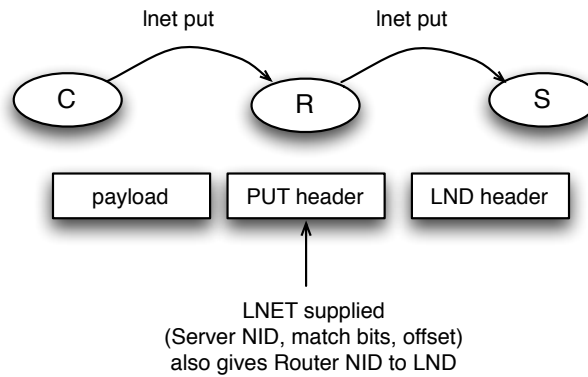 lnet put
lnet put
C
R
S
payload
PUT header
LND header
LNET supplied
(Server NID, match bits, offset)
also gives Router NID to LND